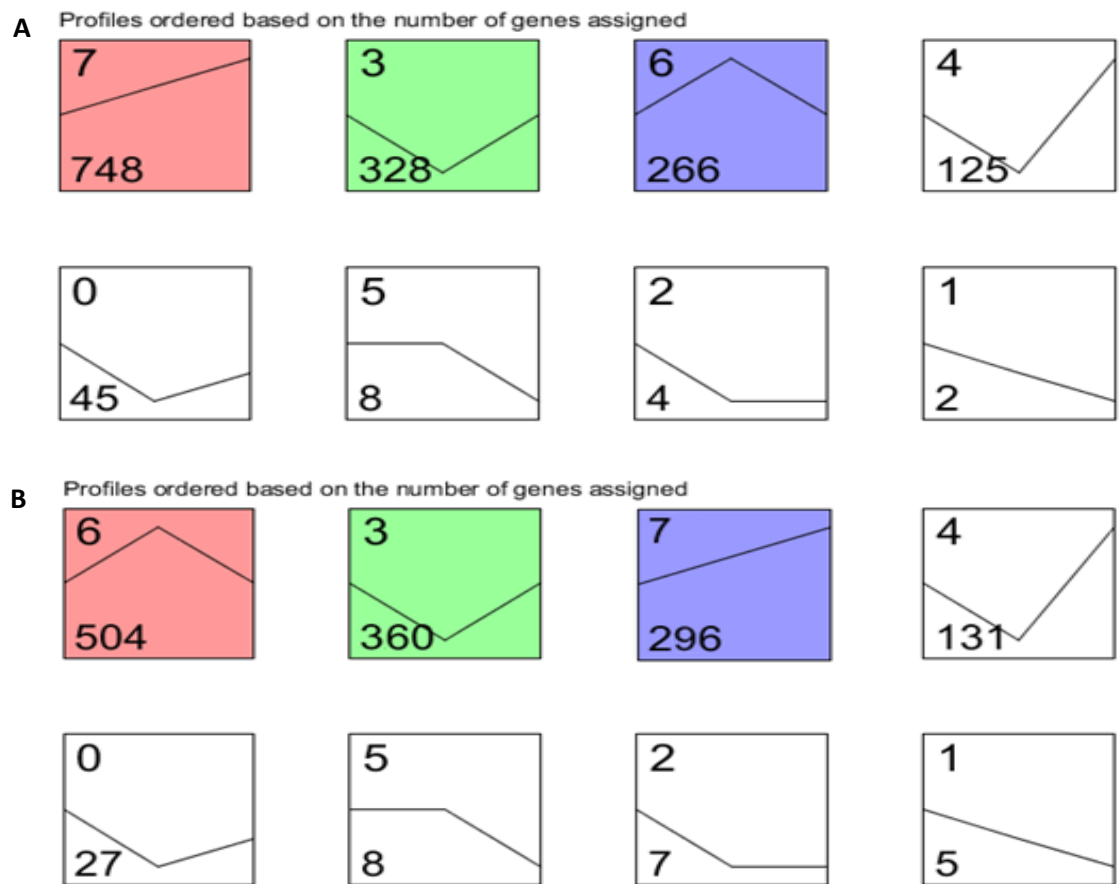 A
Profiles ordered based on the number of genes assigned
7 3 6 4
748 328 266 125
0 5 2 1
45 8 4 2
B
Profiles ordered based on the number of genes assigned
6 3 7 4
504 360 296 131
0 5 2 1
27 8 7 5